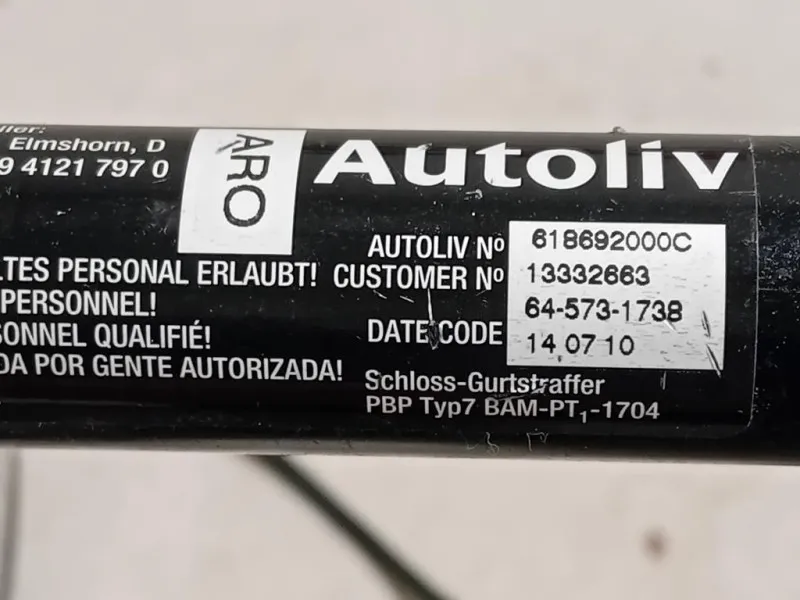 ller:
Elmshorn, D
9 4121 797 0
ARO
Autoliv
AUTOLIV Nº 618692000C
CUSTOMER Nº 13332663
64-573-1738
DATE CODE 14 07 10
LTES PERSONAL ERLAUBT!
PERSONNEL!
SONNEL QUALIFIÉ!
DA POR GENTE AUTORIZADA!
Schloss-Gurtstraffer
PBP Typ7 BAM-PT₁-1704